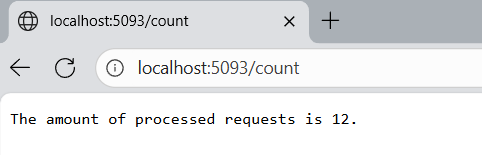 localhost:5093/count
localhost:5093/count
The amount of processed requests is 12.